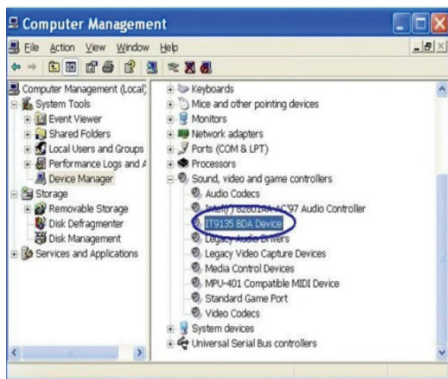 Computer Management
File Action View Window Help
Computer Management (Local)
System Tools
Event Viewer
Shared Folders
Local Users and Groups
Performance Logs and A
Device Manager
Storage
Removable Storage
Disk Defragmenter
Disk Management
Services and Applications
Keyboards
Mice and other pointing devices
Monitors
Network adapters
Ports (COM & LPT)
Processors
Sound, video and game controllers
Audio Codecs
AC'97 Audio Controller
IT9135 BDA Device
Legacy Audio Drivers
Legacy Video Capture Devices
Media Control Devices
MPU-401 Compatible MIDI Device
Standard Game Port
Video Codecs
System devices
Universal Serial Bus controllers